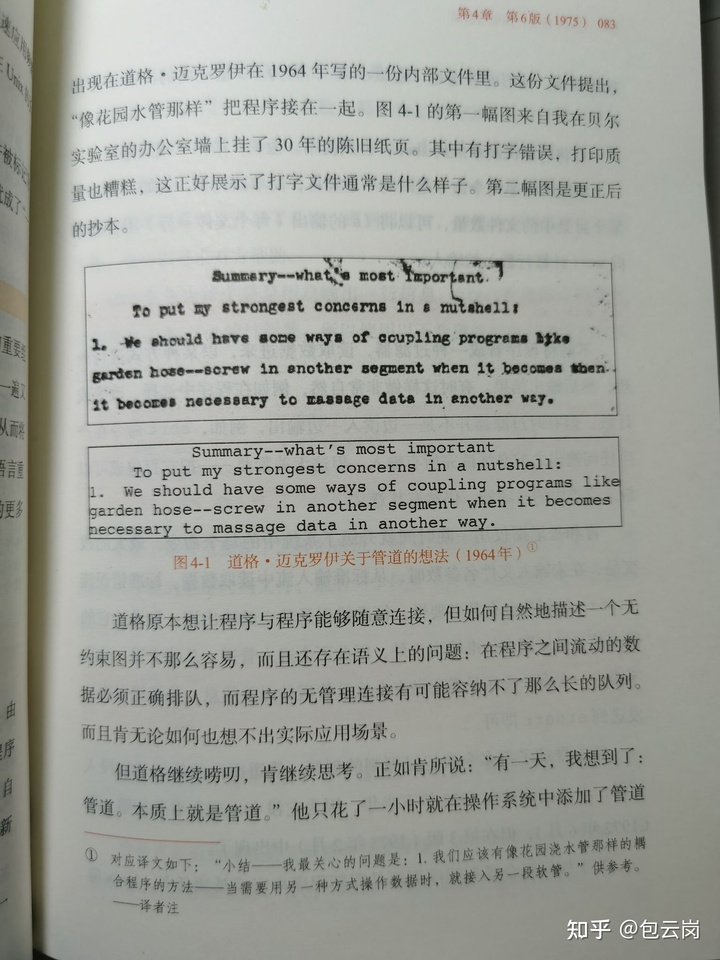 第4章 第6版（1975） 083
出现在道格·迈克罗伊在1964年写的一份内部文件里。这份文件提出，
“像花园水管那样”把程序接在一起。图4-1的第一幅图来自我在贝尔
实验室的办公室墙上挂了30年的陈旧纸页。其中有打字错误，打印质
量也糟糕，这正好展示了打字文件通常是什么样子。第二幅图是更正后
的抄本。
Summary--what's most important.
To put my strongest concerns in a nutshell:
1. We should have some ways of coupling programs like
garden hose--screw in another segment when it becomes when
it becomes necessary to massage data in another way.
Summary--what's most important
To put my strongest concerns in a nutshell:
1. We should have some ways of coupling programs like
garden hose--screw in another segment when it becomes
necessary to massage data in another way.
图4-1 道格·迈克罗伊关于管道的想法（1964年）①
道格原本想让程序与程序能够随意连接，但如何自然地描述一个无
约束图并不那么容易，而且还存在语义上的问题：在程序之间流动的数
据必须正确排队，而程序的无管理连接有可能容纳不了那么长的队列。
而且肯无论如何也想不出实际应用场景。
但道格继续唠叨，肯继续思考。正如肯所说：“有一天，我想到了：
管道。本质上就是管道。”他只花了一小时就在操作系统中添加了管道
① 对应译文如下：“小结——我最关心的问题是：1. 我们应该有像花园浇水管那样的耦
合程序的方法——当需要用另一种方式操作数据时，就接入另一段软管。”供参考。
——译者注
知乎 @包云岗